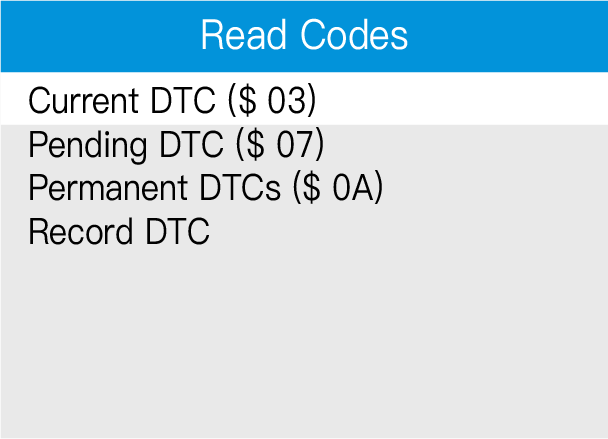 Read Codes
Current DTC ($ 03)
Pending DTC ($ 07)
Permanent DTCs ($ 0A)
Record DTC